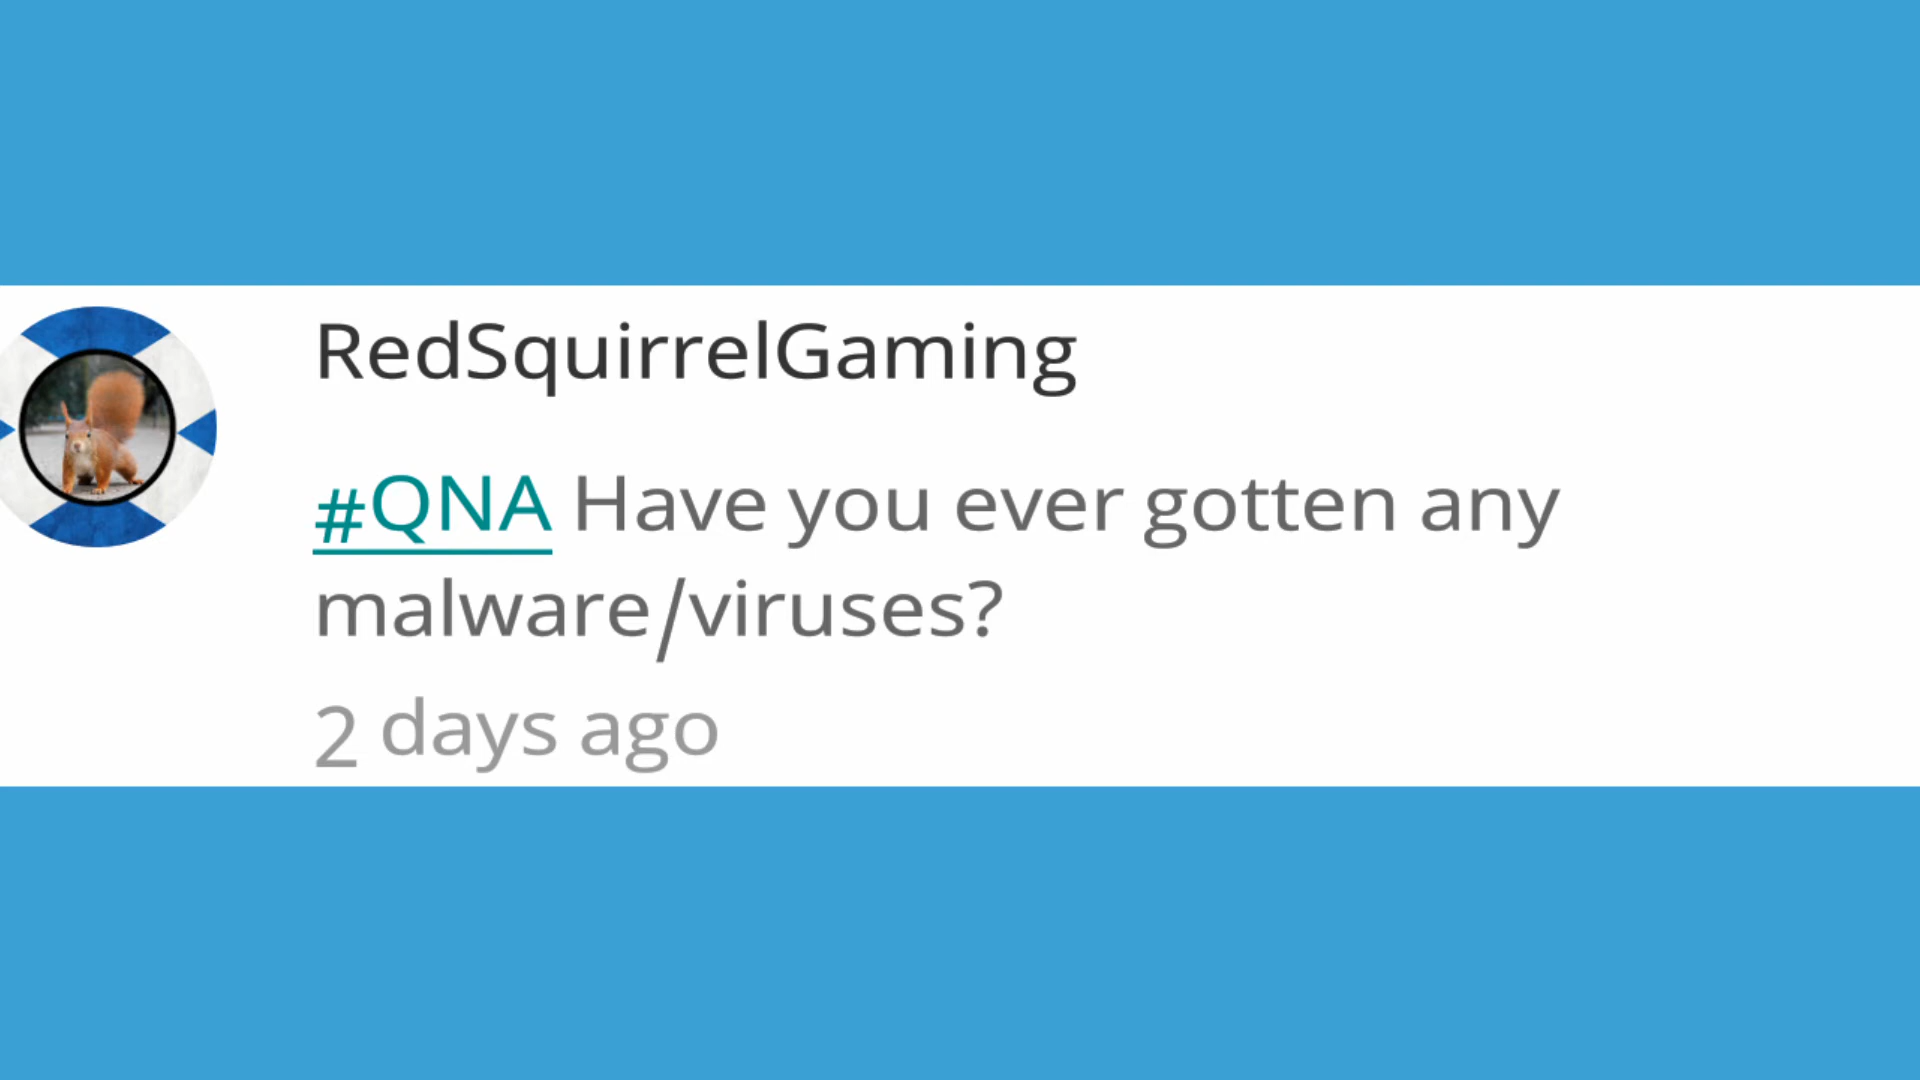 RedSquirrelGaming
#QNA Have you ever gotten any
malware/viruses?
2 days ago